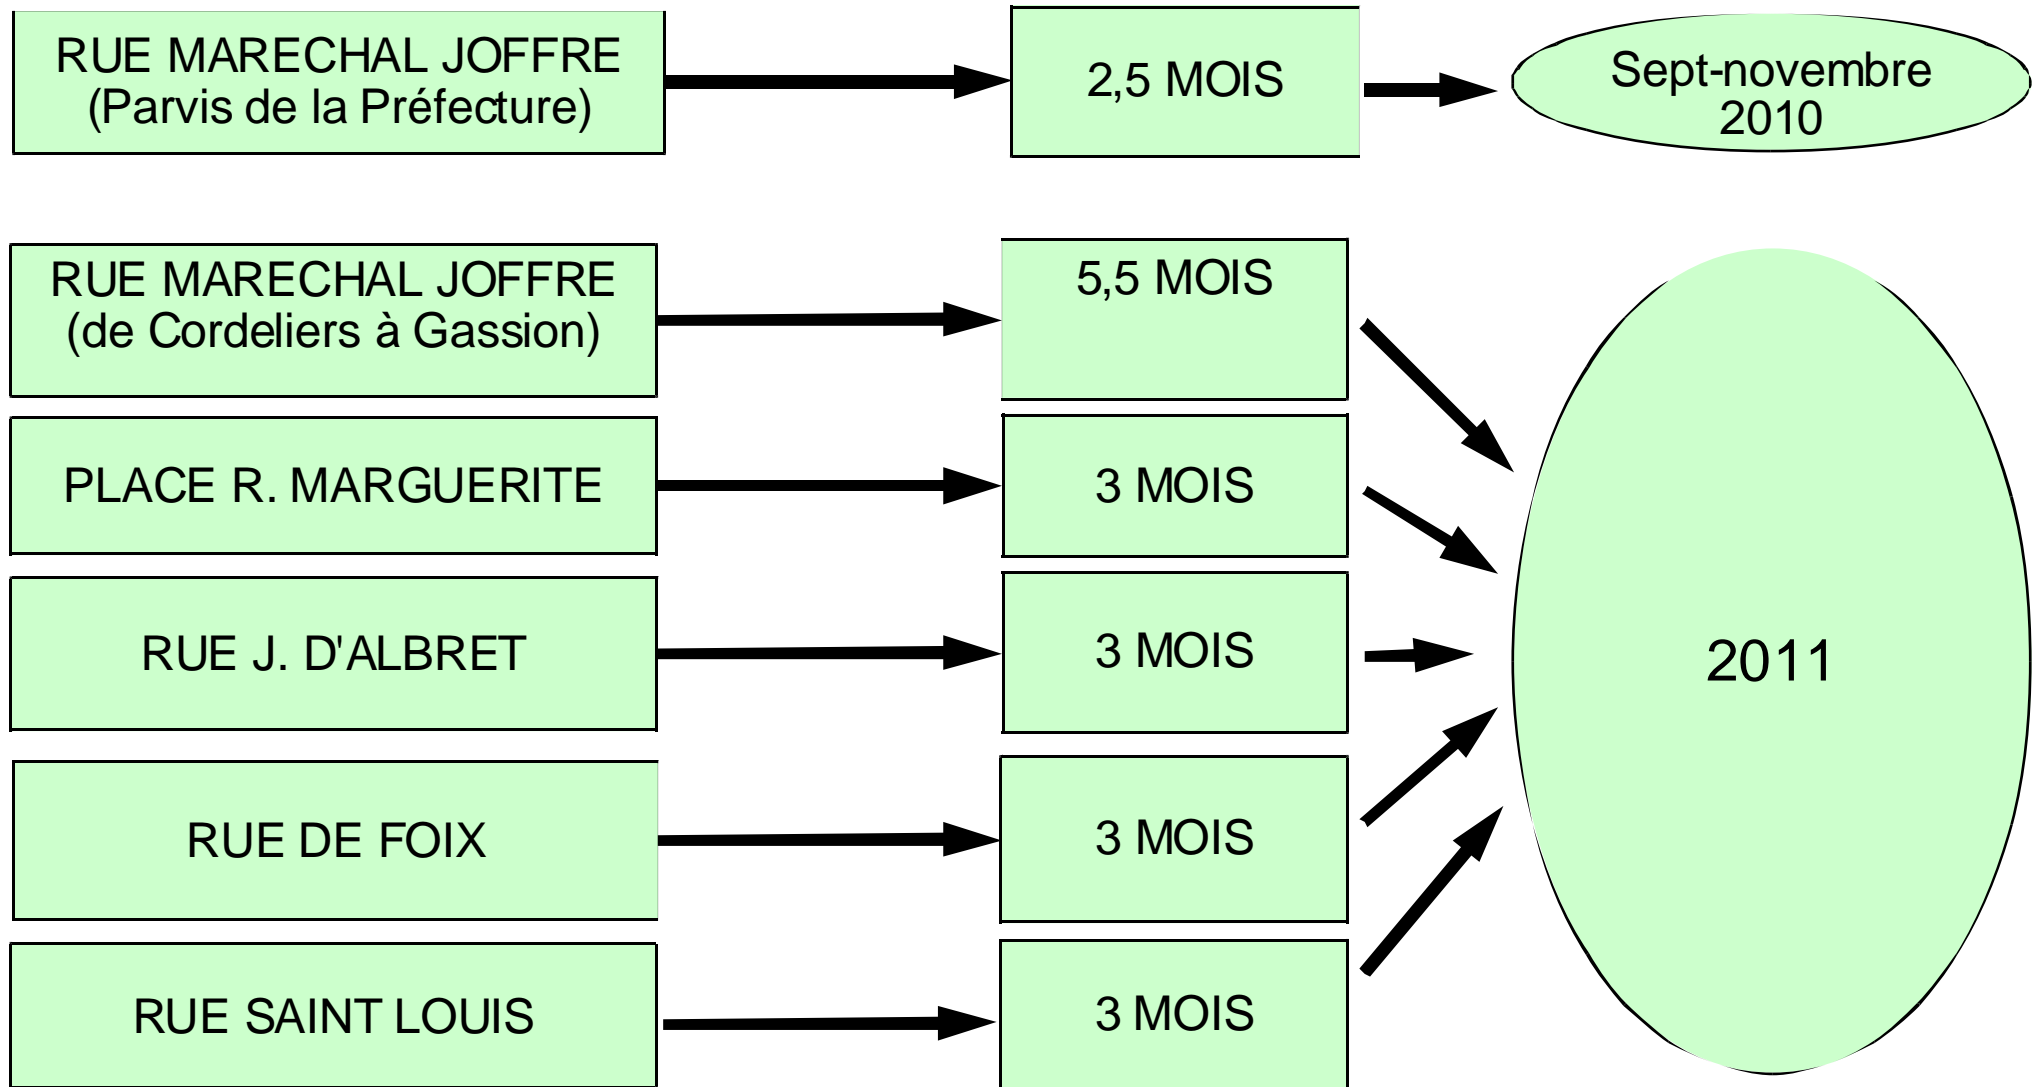 RUE MARECHAL JOFFRE
(Parvis de la Préfecture)
2,5 MOIS
Sept-novembre
2010
RUE MARECHAL JOFFRE
(de Cordeliers à Gassion)
5,5 MOIS
PLACE R. MARGUERITE
3 MOIS
RUE J. D'ALBRET
3 MOIS
2011
RUE DE FOIX
3 MOIS
RUE SAINT LOUIS
3 MOIS